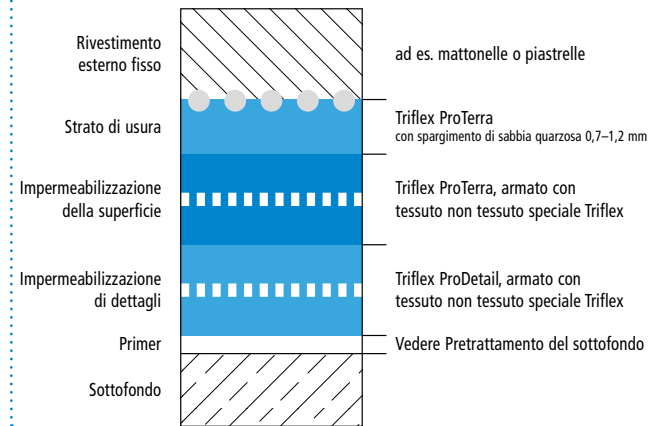 Rivestimento
esterno fisso
ad es. mattonelle o piastrelle
Strato di usura
Triflex ProTerra
con spargimento di sabbia quarzosa 0,7–1,2 mm
Impermeabilizzazione
della superficie
Triflex ProTerra, armato con
tessuto non tessuto speciale Triflex
Impermeabilizzazione
di dettagli
Triflex ProDetail, armato con
tessuto non tessuto speciale Triflex
Primer
Vedere Pretrattamento del sottofondo
Sottofondo